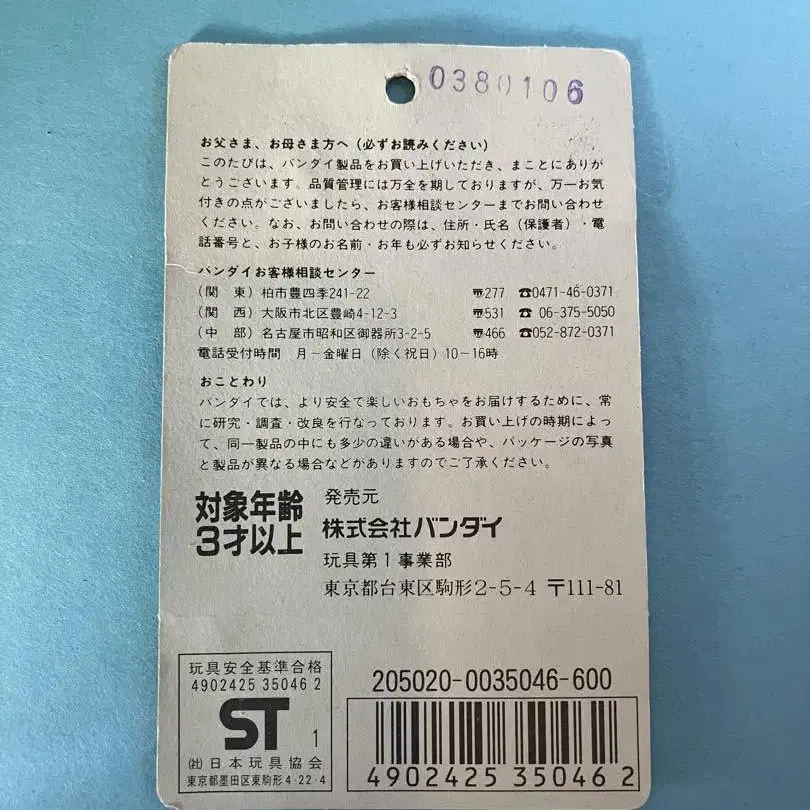 0380106
お父さま、お母さま方へ(必ずお読みください)
このたびは、バンダイ製品をお買い上げいただき、まことにありが
とうございます。品質管理には万全を期しておりますが、万一お気
付きの点がございましたら、お客様相談センターまでお問い合わせ
ください。なお、お問い合わせの際は、住所・氏名(保護者)・電
話番号と、お子様のお名前・お年も必ずお知らせください。
バンダイお客様相談センター
(関 東)柏市豊四季241-22 〠277 ☎0471-46-0371
(関 西)大阪市北区豊崎4-12-3 〠531 ☎06-375-5050
(中 部)名古屋市昭和区御器所3-2-5 〠466 ☎052-872-0371
電話受付時間 月−金曜日(除く祝日)10〜16時
おことわり
バンダイでは、より安全で楽しいおもちゃをお届けするために、常
に研究・調査・改良を行なっております。お買い上げの時期によっ
て、同一製品の中にも多少の違いがある場合や、パッケージの写真
と製品が異なる場合などがありますのでご了承ください。
対象年齢
3才以上
発売元
株式会社バンダイ
玩具第1事業部
東京都台東区駒形2-5-4 〒111-81
玩具安全基準合格
4902425 35046 2
ST 1
㈳日本玩具協会
東京都墨田区東駒形4-22-4
205020-0035046-600
4902425 350462